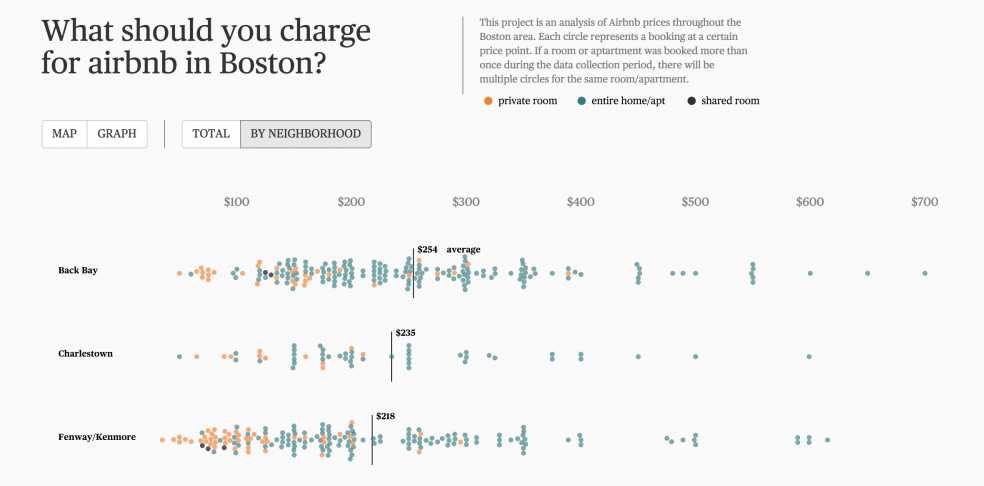 What should you charge
for airbnb in Boston?
This project is an analysis of Airbnb prices throughout the
Boston area. Each circle represents a booking at a certain
price point. If a room or aptartment was booked more than
once during the data collection period, there will be
multiple circles for the same room/apartment.
private room entire home/apt shared room
MAP GRAPH TOTAL BY NEIGHBORHOOD
$100 $200 $300 $400 $500 $600 $700
$254 average
Back Bay
$235
Charlestown
$218
Fenway/Kenmore